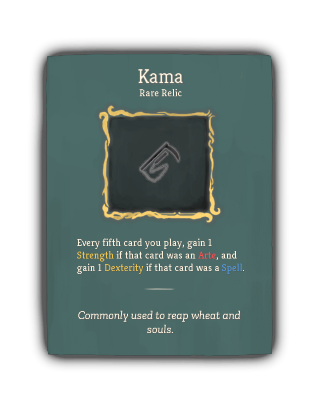 Kama
Rare Relic
Every fifth card you play, gain 1
Strength if that card was an Arte, and
gain 1 Dexterity if that card was a Spell.
Commonly used to reap wheat and
souls.